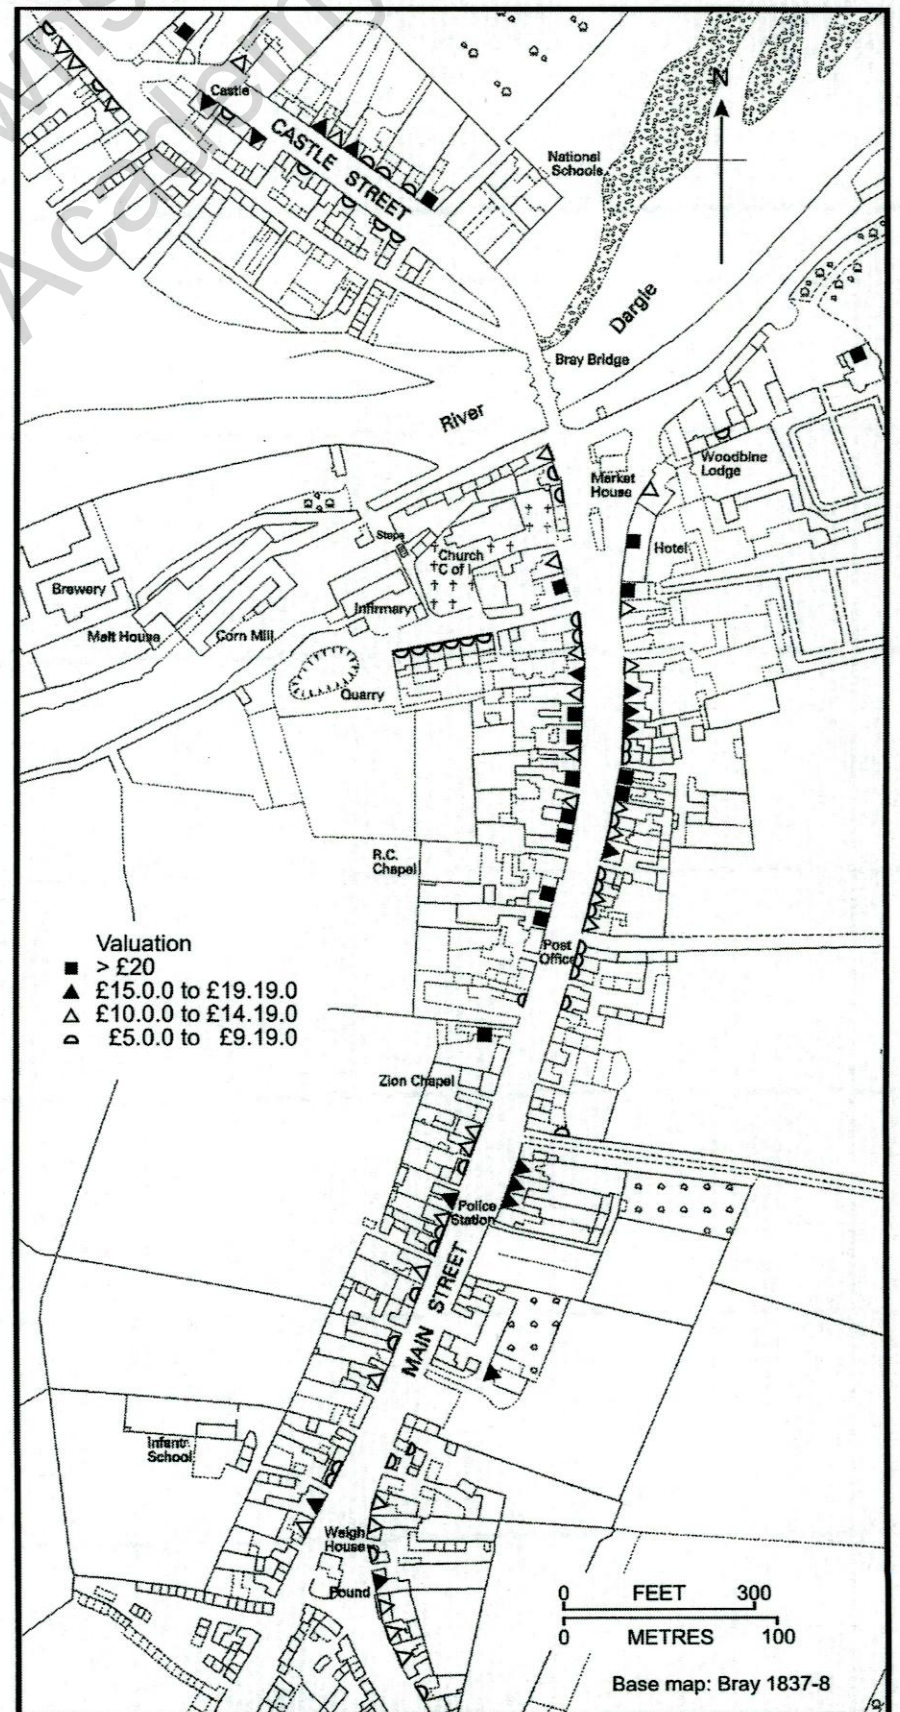 Castle
CASTLE STREET
N
National
Schools
Dargle
Bray Bridge
River
Woodbine
Lodge
Market
House
Steps
Hotel
Church
C of I
Brewery
Infirmary
Malt House
Corn Mill
Quarry
R.C.
Chapel
Valuation
> £20
£15.0.0 to £19.19.0
£10.0.0 to £14.19.0
£5.0.0 to £9.19.0
Post
Office
Zion Chapel
Police
Station
MAIN STREET
Infants
School
Weigh
House
Pound
0 FEET 300
0 METRES 100
Base map: Bray 1837-8
Academy